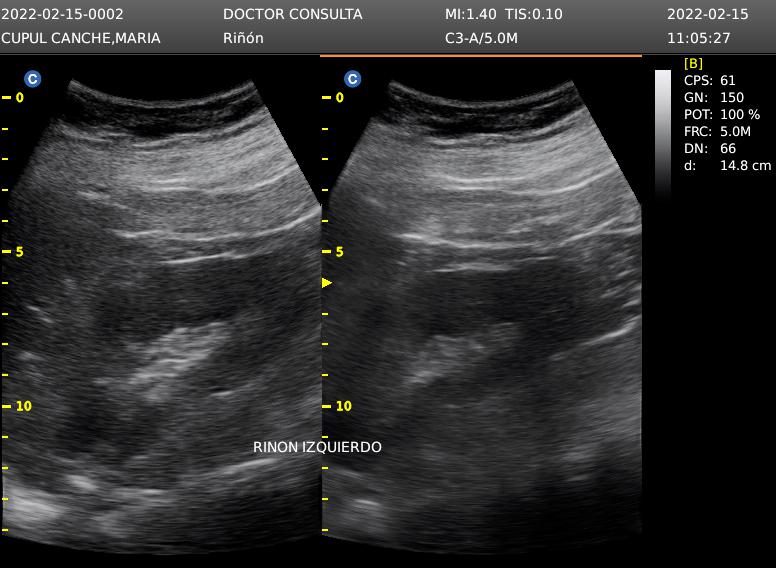 2022-02-15-0002 DOCTOR CONSULTA MI:1.40 TIS:0.10 2022-02-15
CUPUL CANCHE,MARIA Riñón C3-A/5.0M 11:05:27
[B]
CPS: 61
GN: 150
POT: 100 %
FRC: 5.0M
DN: 66
d: 14.8 cm
C C
0 0
5 5
10 10
RINON IZQUIERDO